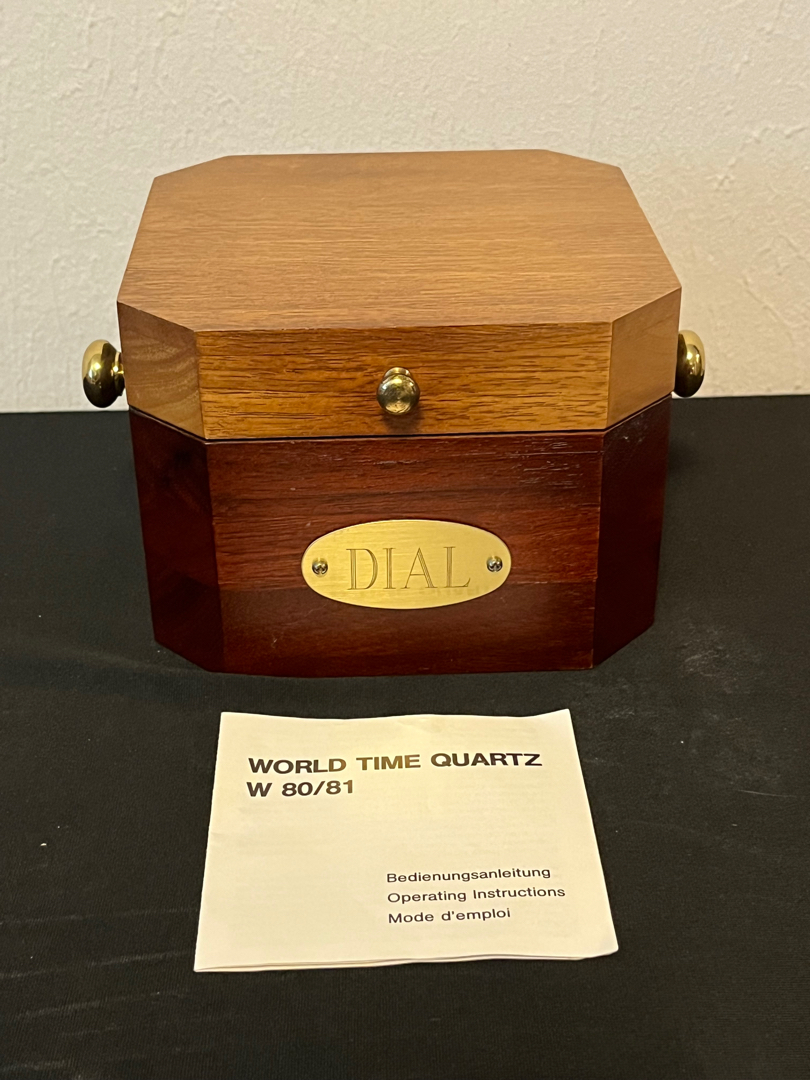 DIAL
WORLD TIME QUARTZ
W 80/81
Bedienungsanleitung
Operating Instructions
Mode d'emploi